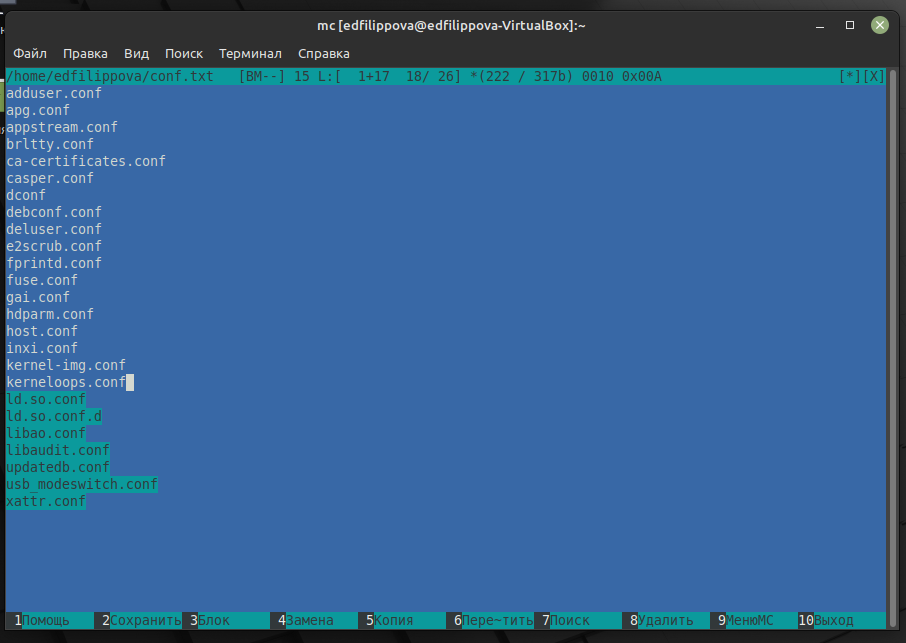 mc [edfilippova@edfilippova-VirtualBox]:~
Файл Правка Вид Поиск Терминал Справка
/home/edfilippova/conf.txt [BM--] 15 L:[ 1+17 18/ 26] *(222 / 317b) 0010 0x00A [*][X]
adduser.conf
apg.conf
appstream.conf
brltty.conf
ca-certificates.conf
casper.conf
dconf
debconf.conf
deluser.conf
e2scrub.conf
fprintd.conf
fuse.conf
gai.conf
hdparm.conf
host.conf
inxi.conf
kernel-img.conf
kerneloops.conf
ld.so.conf
ld.so.conf.d
libao.conf
libaudit.conf
updatedb.conf
usb_modeswitch.conf
xattr.conf
1Помощь 2Сохранить 3Блок 4Замена 5Копия 6Пере~тить 7Поиск 8Удалить 9МенюMC 10Выход